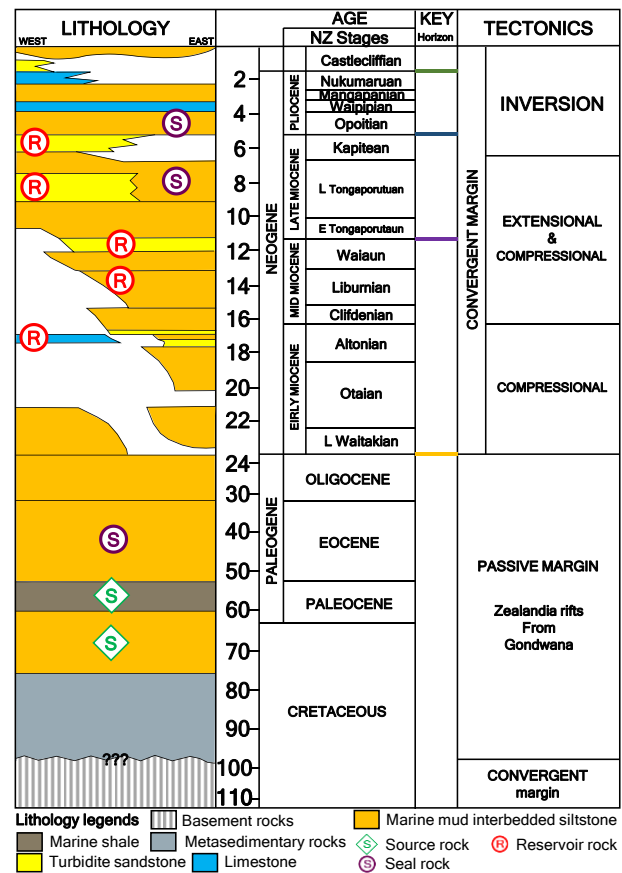 LITHOLOGY
WEST
EAST
AGE
NZ Stages
KEY
Horizon
TECTONICS
2
4
6
8
10
12
14
16
18
20
22
24
30
40
50
60
70
80
90
100
110
R
R
R
R
R
S
S
S
S
S
???
NEOGENE
PALEOGENE
PLIOCENE
LATE MIOCENE
MID MIOCENE
EIRLY MIOCENE
Castlecliffian
Nukumaruan
Mangapanian
Waipipian
Opoitian
Kapitean
L Tongaporutuan
E Tongaporutaun
Waiaun
Liburnian
Clifdenian
Altonian
Otaian
L Waitakian
OLIGOCENE
EOCENE
PALEOCENE
CRETACEOUS
CONVERGENT MARGIN
INVERSION
EXTENSIONAL
&
COMPRESSIONAL
COMPRESSIONAL
PASSIVE MARGIN
Zealandia rifts
From
Gondwana
CONVERGENT
margin
Lithology legends
Basement rocks
Marine mud interbedded siltstone
Marine shale
Metasedimentary rocks
S Source rock
R Reservoir rock
Turbidite sandstone
Limestone
S Seal rock